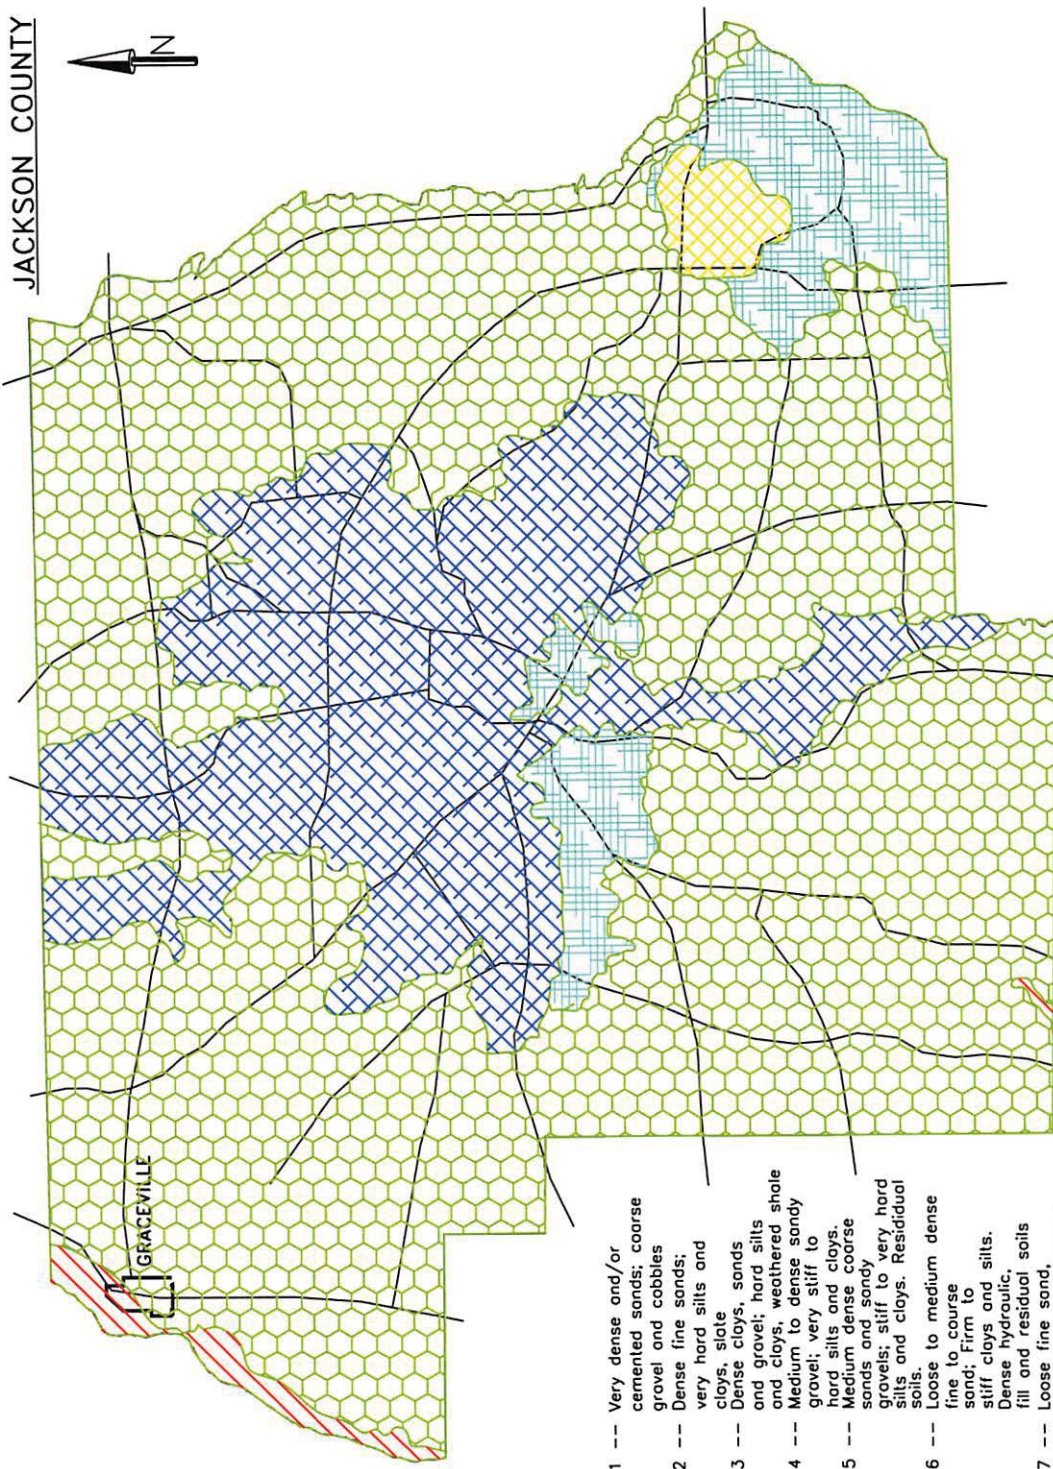 JACKSON COUNTY
N
GRACEVILLE
1 -- Very dense and/or
cemented sands; coarse
gravel and cobbles
2 -- Dense fine sands;
very hard silts and
clays, slate
3 -- Dense clays, sands
and gravel; hard silts
and clays, weathered shale
and clays,
4 -- Medium to dense sandy
gravel; very stiff to
hard silts and clays.
5 -- Medium dense coarse
sands and sandy
gravels; stiff to very hard
silts and clays. Resididual
soils.
6 -- Loose to medium dense
fine to course
sand; Firm to
stiff clays and silts.
Dense hydraulic,
fill and residual soils
7 -- Loose fine sand,